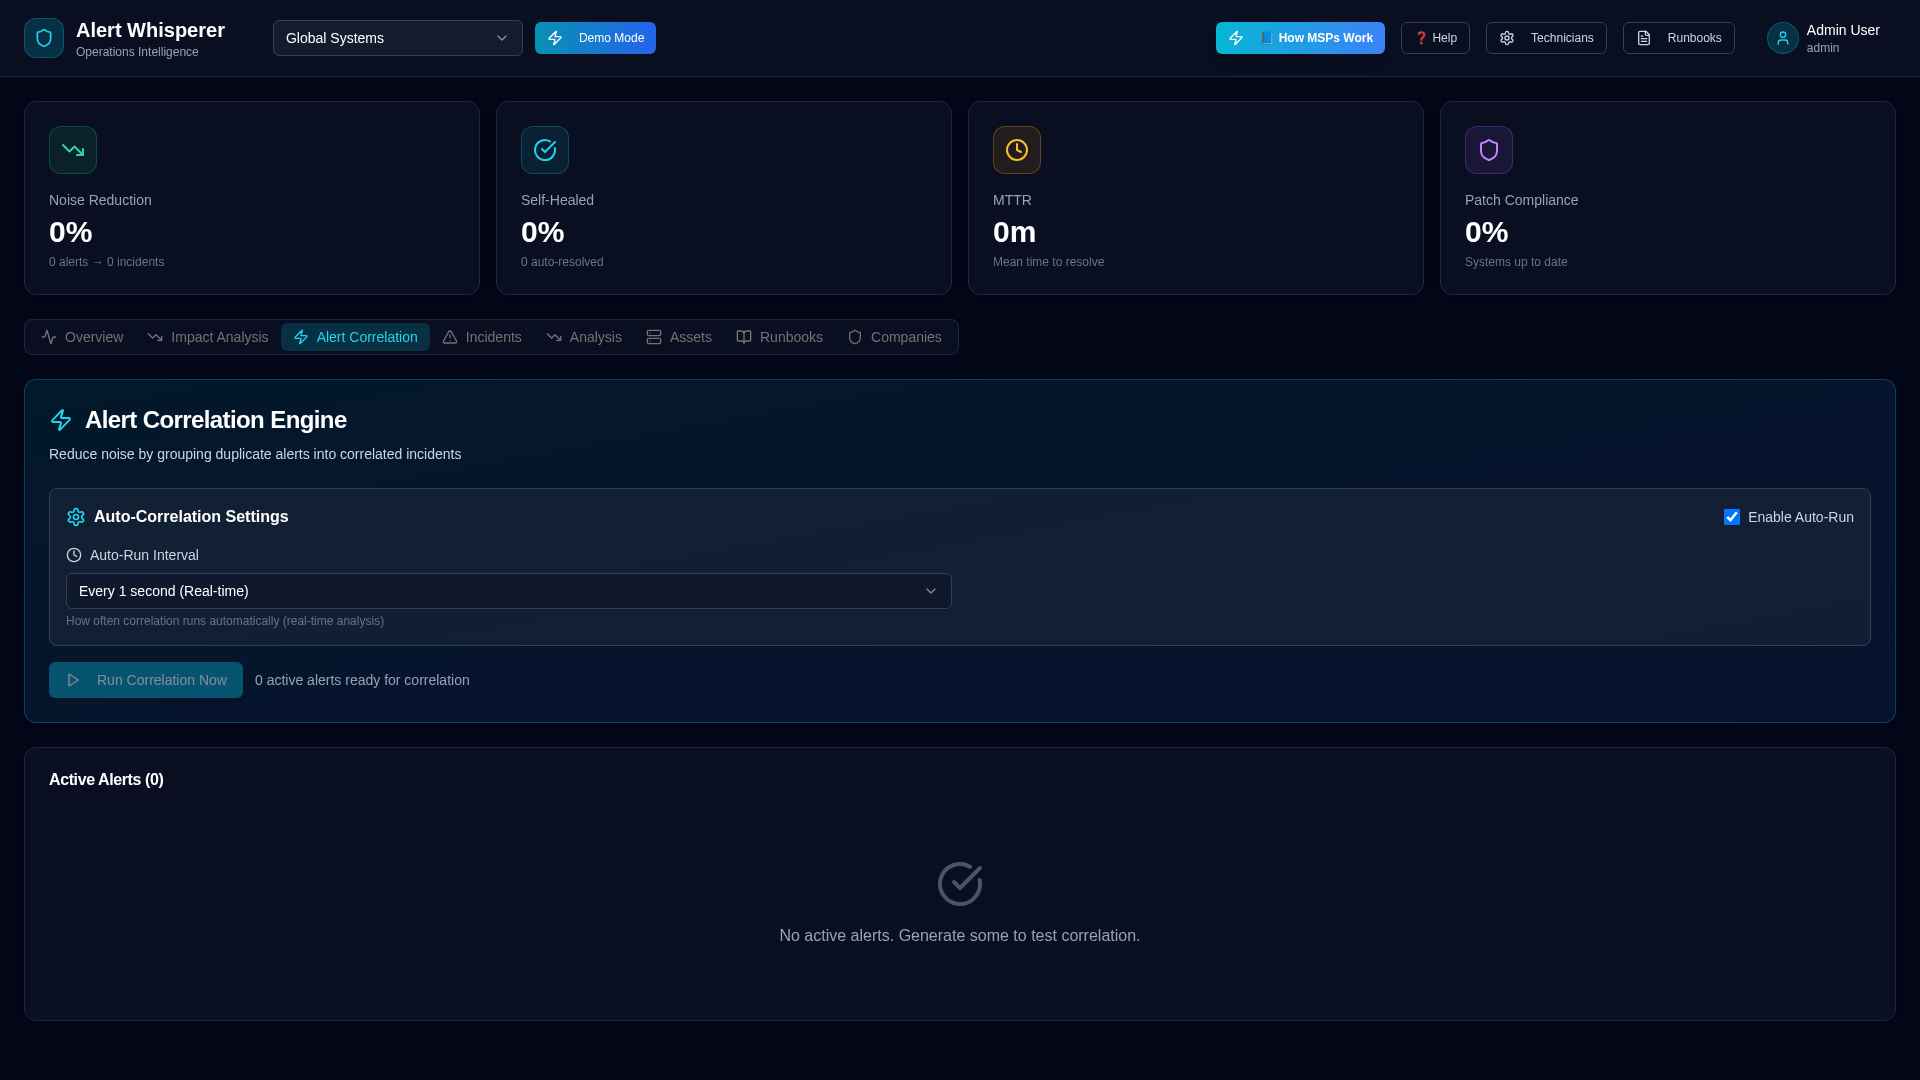 Alert Whisperer
Operations Intelligence
Global Systems
Demo Mode
📘 How MSPs Work
❓ Help
Technicians
Runbooks
Admin User
admin
Noise Reduction
0%
0 alerts → 0 incidents
Self-Healed
0%
0 auto-resolved
MTTR
0m
Mean time to resolve
Patch Compliance
0%
Systems up to date
Overview
Impact Analysis
Alert Correlation
Incidents
Analysis
Assets
Runbooks
Companies
Alert Correlation Engine
Reduce noise by grouping duplicate alerts into correlated incidents
Auto-Correlation Settings
Enable Auto-Run
Auto-Run Interval
Every 1 second (Real-time)
How often correlation runs automatically (real-time analysis)
Run Correlation Now
0 active alerts ready for correlation
Active Alerts (0)
No active alerts. Generate some to test correlation.